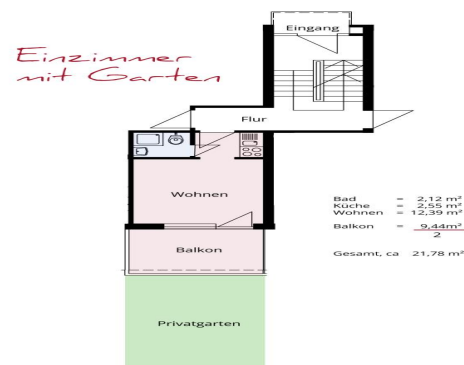 Eingang
Einzimmer
mit Garten
Flur
Wohnen
Bad = 2,12 m²
Küche = 2,55 m²
Wohnen = 12,39 m²
Balkon = 9,44m²
2
Balkon
Gesamt, ca 21,78 m²
Privatgarten